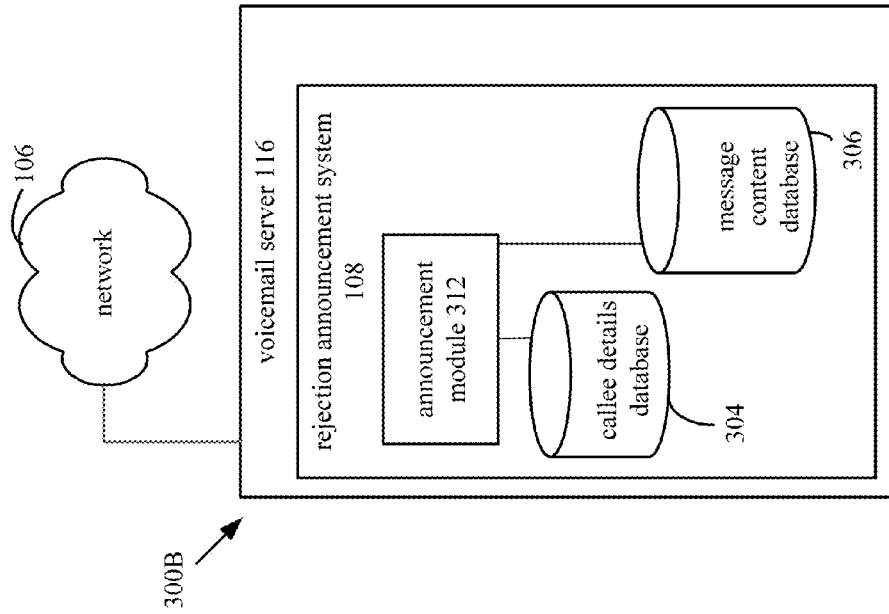 300B
network
106
voicemail server 116
rejection announcement system
108
announcement
module 312
callee details
database
304
message
content
database
306